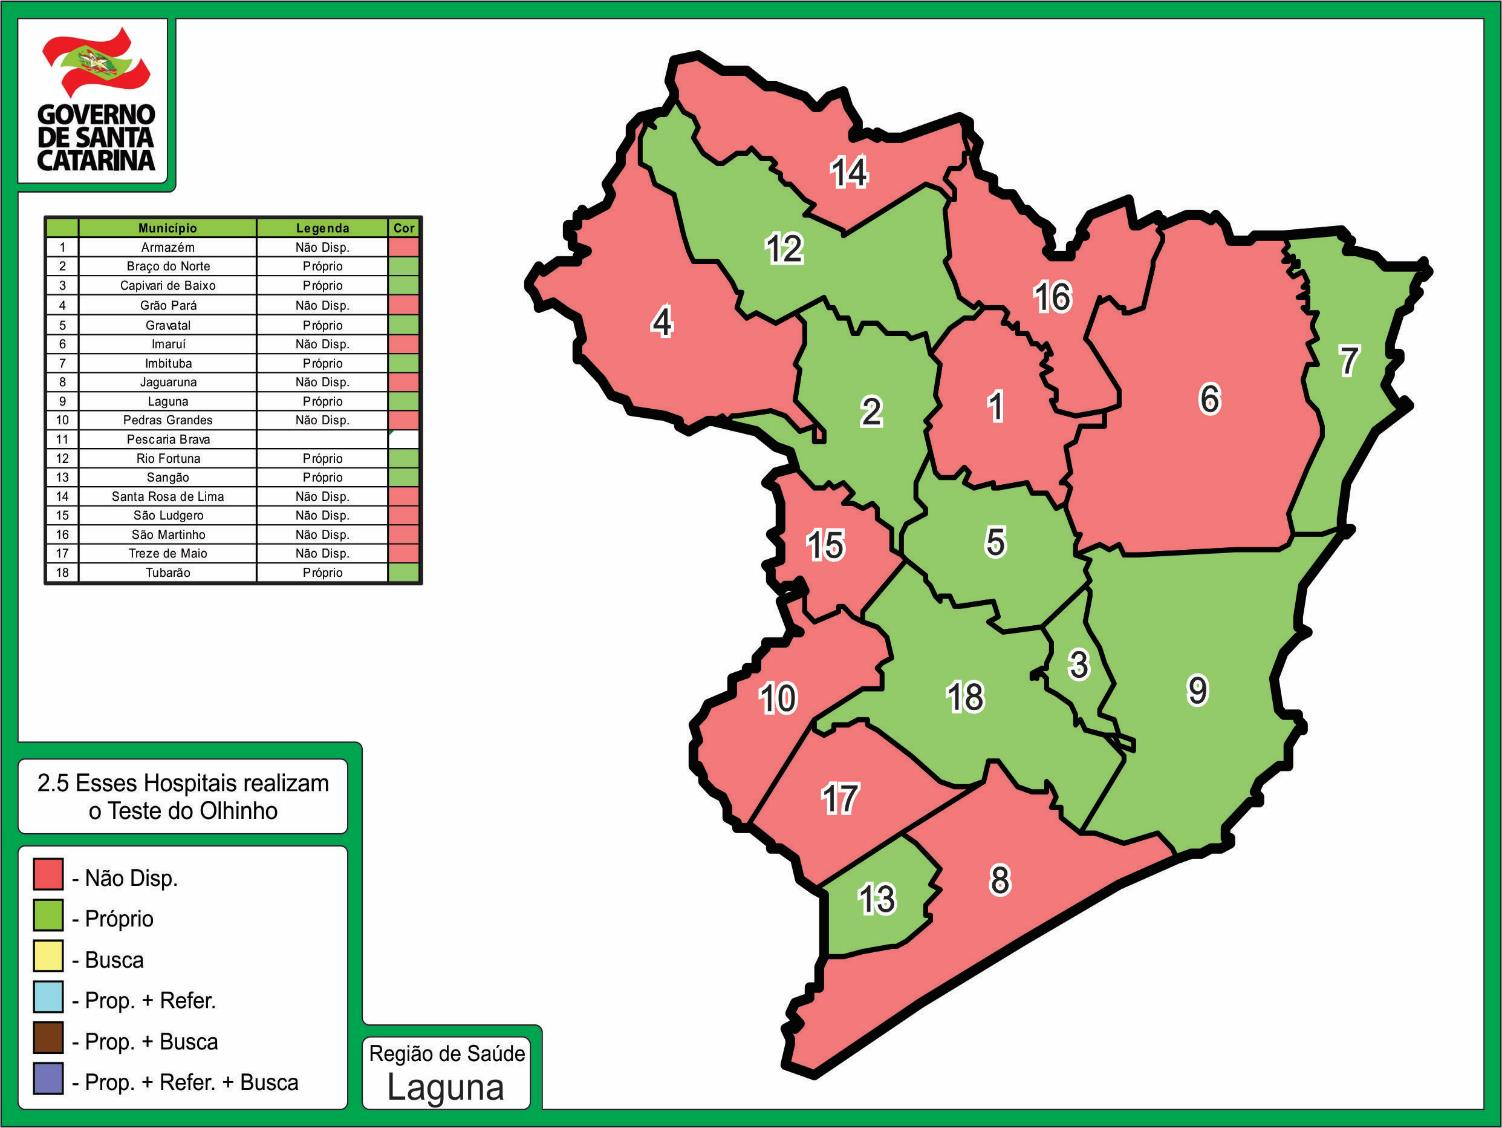 GOVERNO
DE SANTA
CATARINA
Município Legenda Cor
1 Armazém Não Disp.
2 Braço do Norte Próprio
3 Capivari de Baixo Próprio
4 Grão Pará Não Disp.
5 Gravatal Próprio
6 Imaruí Não Disp.
7 Imbituba Próprio
8 Jaguaruna Não Disp.
9 Laguna Próprio
10 Pedras Grandes Não Disp.
11 Pescaria Brava
12 Rio Fortuna Próprio
13 Sangão Próprio
14 Santa Rosa de Lima Não Disp.
15 São Ludgero Não Disp.
16 São Martinho Não Disp.
17 Treze de Maio Não Disp.
18 Tubarão Próprio
14
12
16
4
7
6
1
2
5
15
3
9
18
10
17
8
13
2.5 Esses Hospitais realizam
o Teste do Olhinho
- Não Disp.
- Próprio
- Busca
- Prop. + Refer.
- Prop. + Busca
- Prop. + Refer. + Busca
Região de Saúde
Laguna